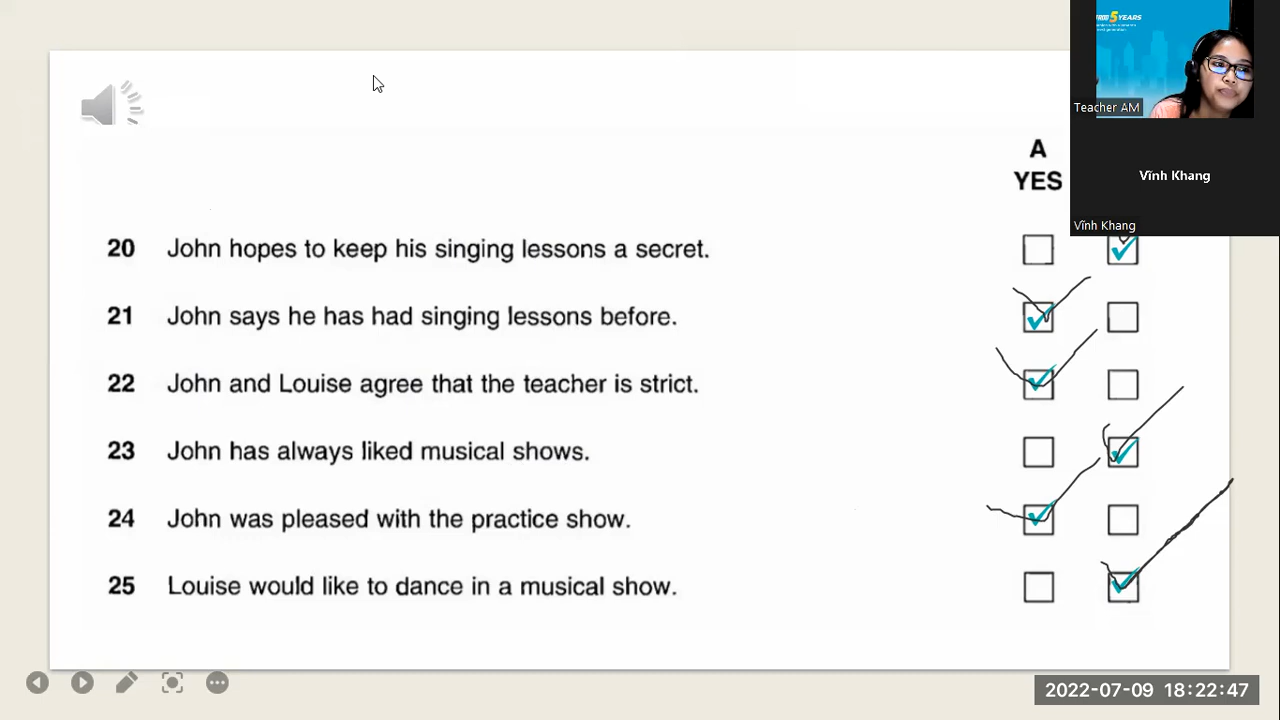 5 YEARS
Teacher AM
A
YES
Vĩnh Khang
Vĩnh Khang
20 John hopes to keep his singing lessons a secret.
21 John says he has had singing lessons before.
22 John and Louise agree that the teacher is strict.
23 John has always liked musical shows.
24 John was pleased with the practice show.
25 Louise would like to dance in a musical show.
2022-07-09 18:22:47